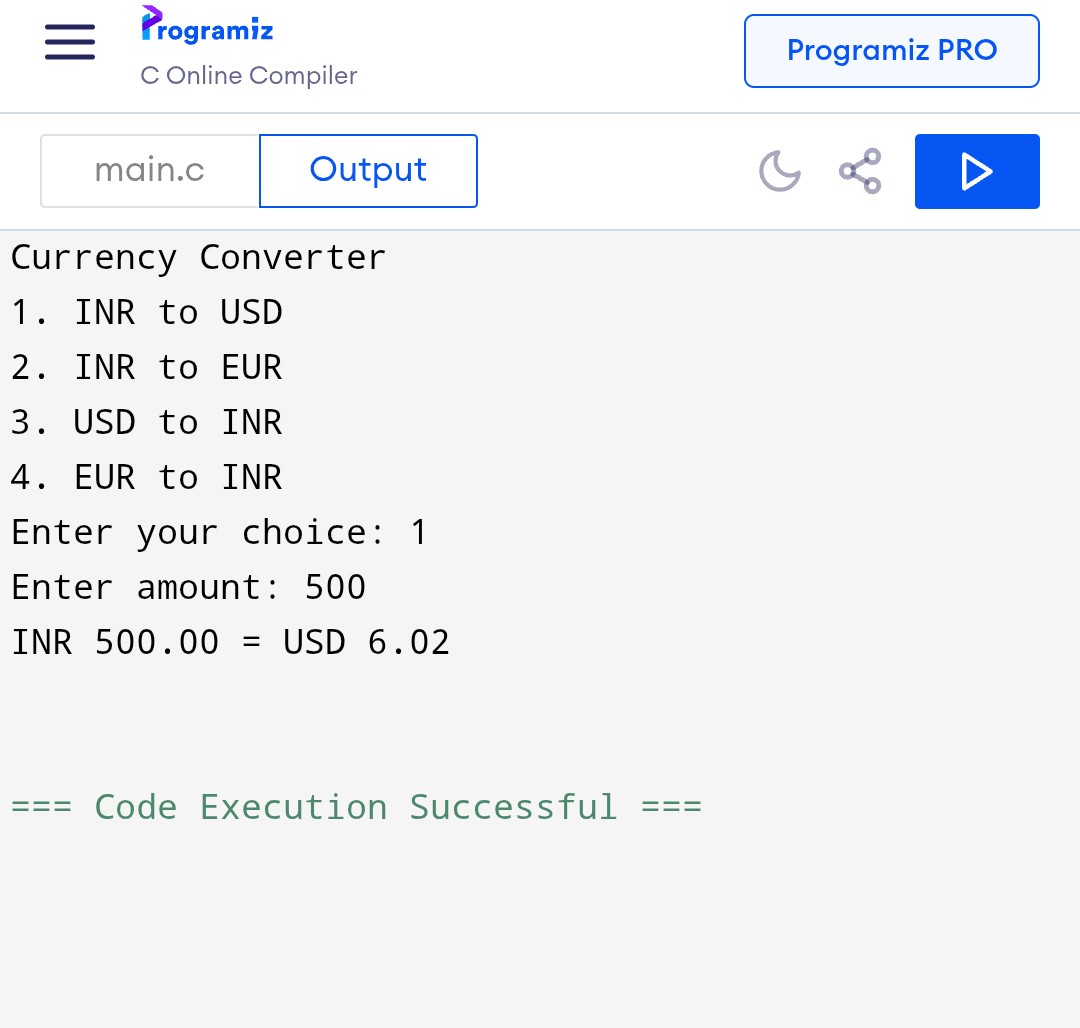 Programiz
C Online Compiler
Programiz PRO
main.c
Output
Currency Converter
1. INR to USD
2. INR to EUR
3. USD to INR
4. EUR to INR
Enter your choice: 1
Enter amount: 500
INR 500.00 = USD 6.02
=== Code Execution Successful ===